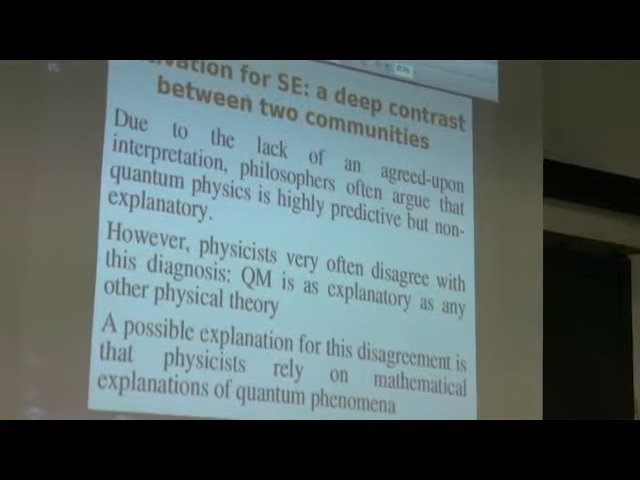 for SE: a deep contrast
between two communities
Due to the lack of an agreed-upon
interpretation, philosophers often argue that
quantum physics is highly predictive but non-
explanatory.
However, physicists very often disagree with
this diagnosis: QM is as explanatory as any
other physical theory
A possible explanation for this disagreement is
that physicists rely on mathematical
explanations of quantum phenomena